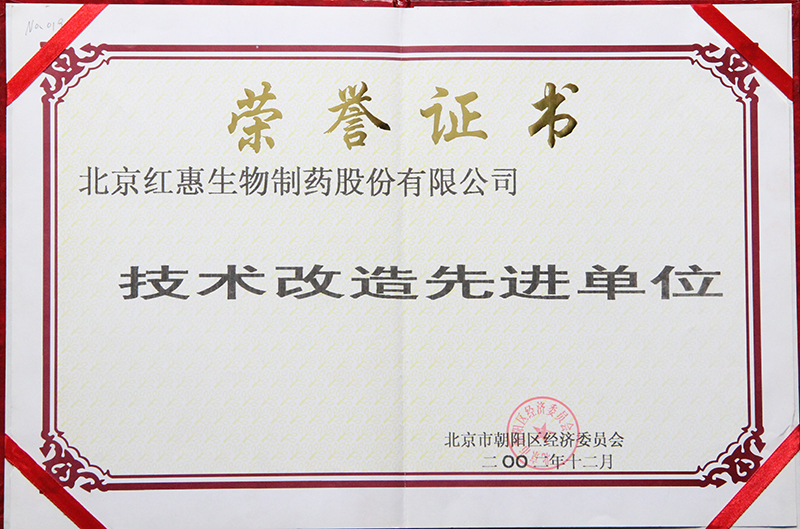 荣誉证书
北京红惠生物制药股份有限公司
技术改造先进单位
北京市朝阳区经济委员会
二〇〇 年十二月